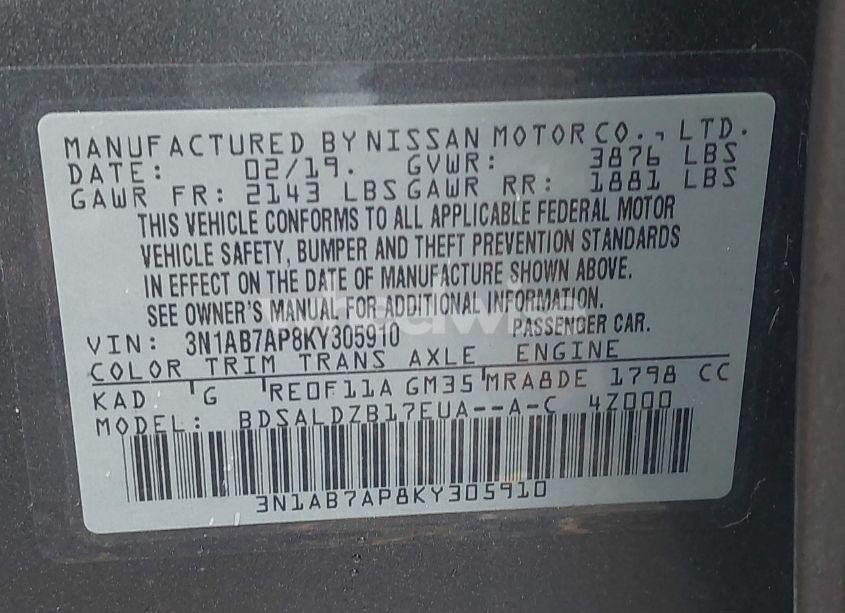 MANUFACTURED BY NISSAN MOTOR CO., LTD.
DATE: 02/19. GVWR: 3876 LBS
GAWR FR: 2143 LBS GAWR RR: 1881 LBS
THIS VEHICLE CONFORMS TO ALL APPLICABLE FEDERAL MOTOR
VEHICLE SAFETY, BUMPER AND THEFT PREVENTION STANDARDS
IN EFFECT ON THE DATE OF MANUFACTURE SHOWN ABOVE.
SEE OWNER'S MANUAL FOR ADDITIONAL INFORMATION.
VIN: 3N1AB7AP8KY305910 PASSENGER CAR.
COLOR TRIM TRANS AXLE ENGINE
KAD G RE0F11A GM35 MRA8DE 1798 CC
MODEL: BDSALDZB17EUA--A-C 4Z000
3N1AB7AP8KY305910